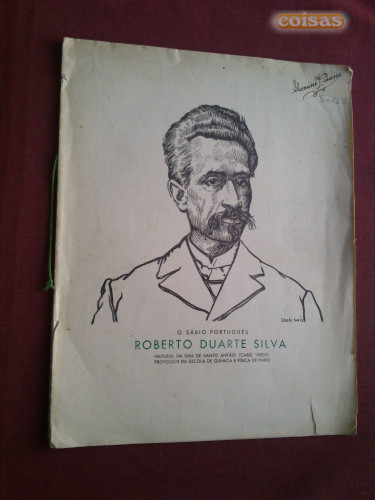 coisas
O SÁBIO PORTUGUÊS
ROBERTO DUARTE SILVA
NATURAL DA ILHA DE SANTO ANTÃO (CABO VERDE)
PROFESSOR DA ESCOLA DE QUÍMICA E FÍSICA DE PARIS